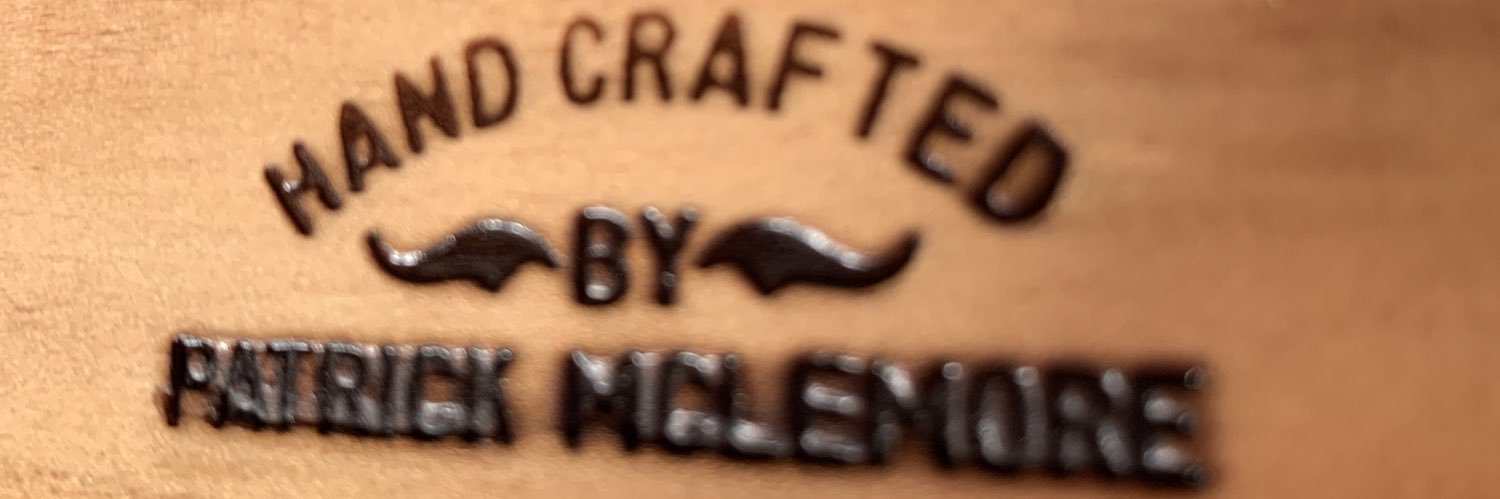 HAND CRAFTED
BY
PATRICK MCLEMORE